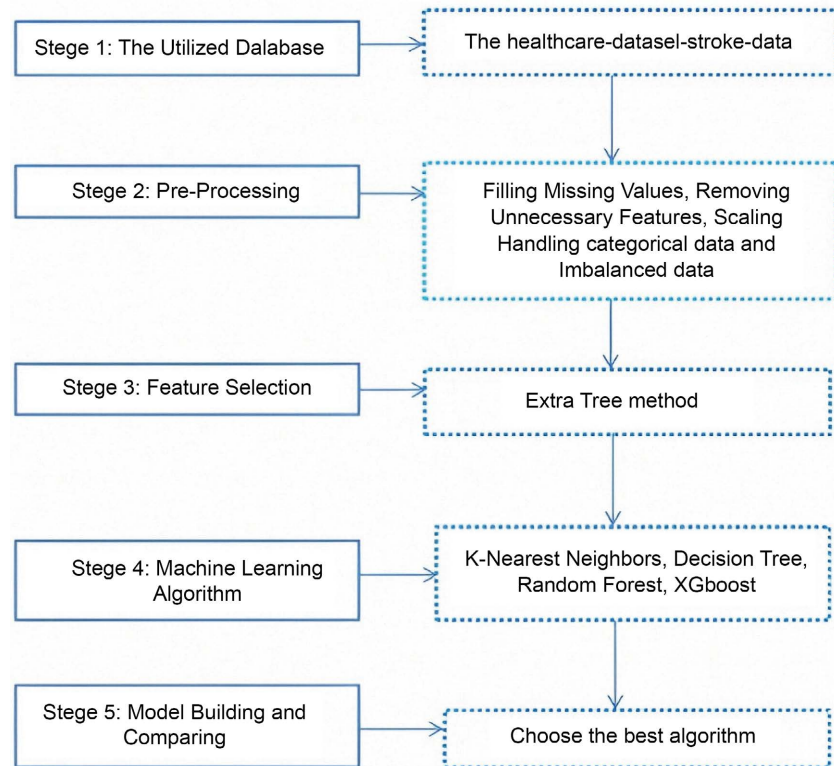 Stege 1: The Utilized Dalabase
The healthcare-datasel-stroke-data
Stege 2: Pre-Processing
Filling Missing Values, Removing
Unnecessary Features, Scaling
Handling categorical data and
Imbalanced data
Stege 3: Feature Selection
Extra Tree method
Stege 4: Machine Learning
Algorithm
K-Nearest Neighbors, Decision Tree,
Random Forest, XGboost
Stege 5: Model Building and
Comparing
Choose the best algorithm